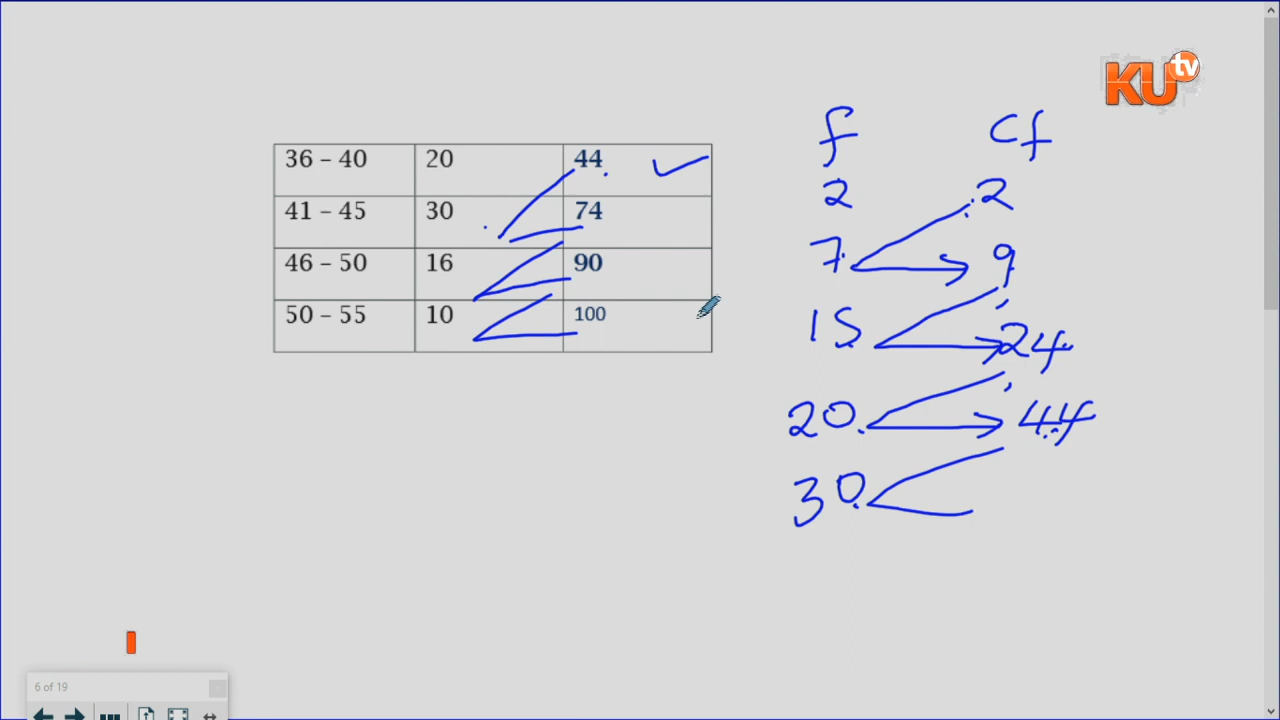 KU tv
f cf
36 – 40 20 44
2 2
41 – 45 30 74
7 9
46 – 50 16 90
50 – 55 10 100
15 24
20 44
30
6 of 19